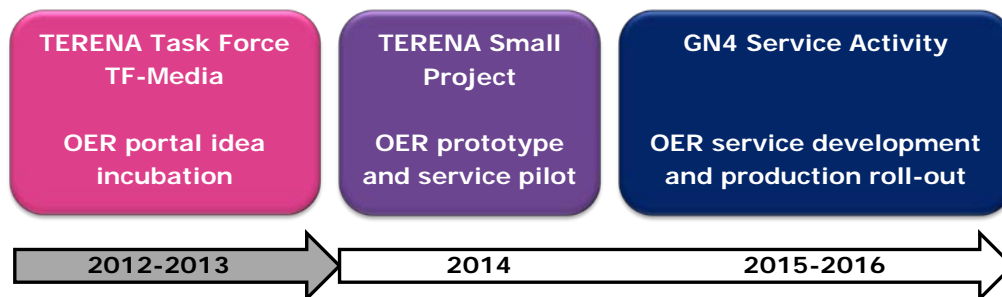 TERENA Task Force
TF-Media
OER portal idea
incubation
TERENA Small
Project
OER prototype
and service pilot
GN4 Service Activity
OER service development
and production roll-out
2012-2013
2014
2015-2016